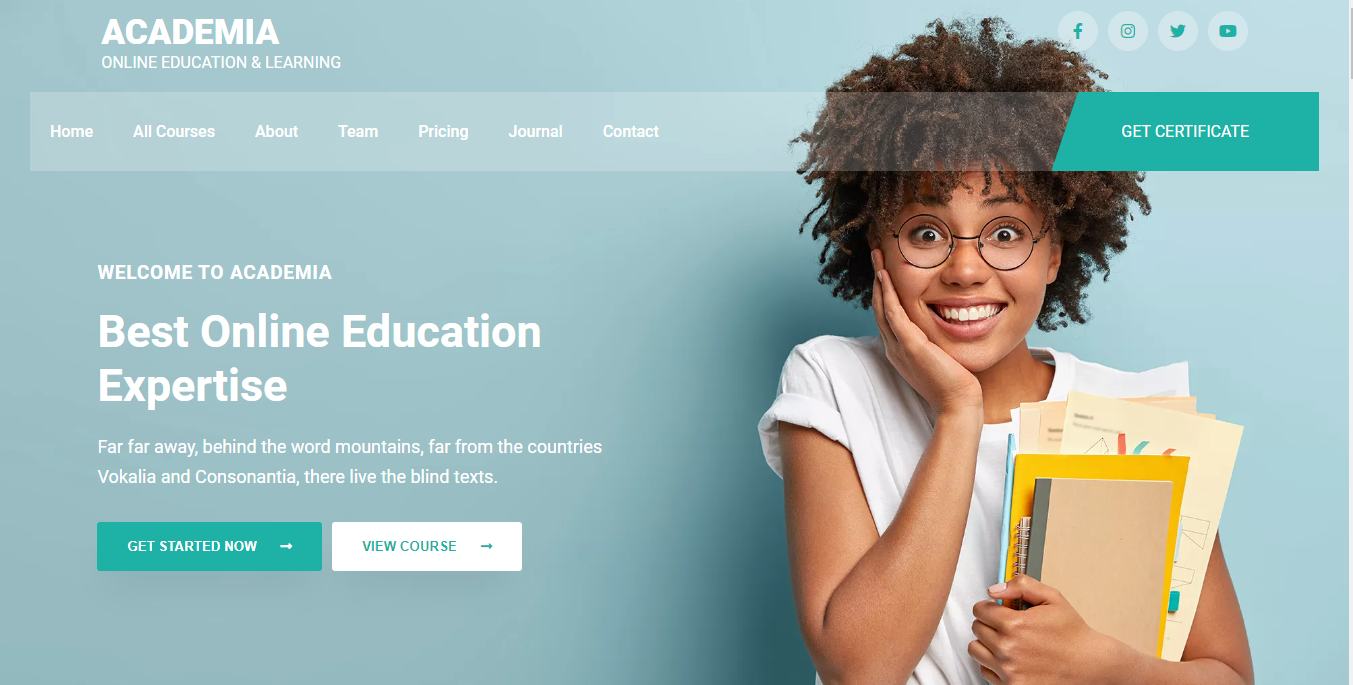 ACADEMIA
ONLINE EDUCATION & LEARNING
Home All Courses About Team Pricing Journal Contact GET CERTIFICATE
WELCOME TO ACADEMIA
Best Online Education
Expertise
Far far away, behind the word mountains, far from the countries
Vokalia and Consonantia, there live the blind texts.
GET STARTED NOW → VIEW COURSE →